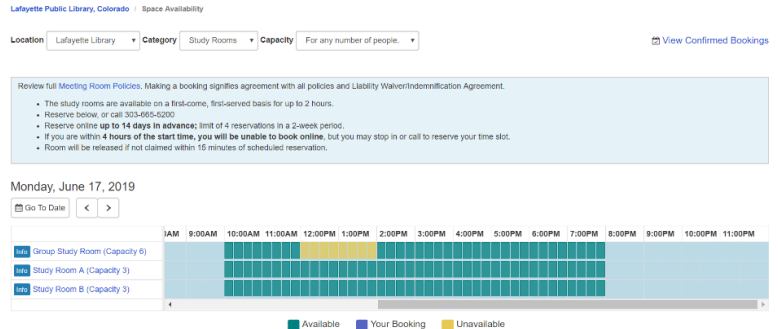 Lafayette Public Library, Colorado / Space Availability
Location Lafayette Library Category Study Rooms Capacity For any number of people. View Confirmed Bookings
Review full Meeting Room Policies. Making a booking signifies agreement with all policies and Liability Waiver/Indemnification Agreement.
• The study rooms are available on a first-come, first-served basis for up to 2 hours.
• Reserve below, or call 303-665-5200
• Reserve online up to 14 days in advance; limit of 4 reservations in a 2-week period.
• If you are within 4 hours of the start time, you will be unable to book online, but you may stop in or call to reserve your time slot.
• Room will be released if not claimed within 15 minutes of scheduled reservation.
Monday, June 17, 2019
Go To Date < >
AM 9:00AM 10:00AM 11:00AM 12:00PM 1:00PM 2:00PM 3:00PM 4:00PM 5:00PM 6:00PM 7:00PM 8:00PM 9:00PM 10:00PM 11:00PM
Info Group Study Room (Capacity 6)
Info Study Room A (Capacity 3)
Info Study Room B (Capacity 3)
Available Your Booking Unavailable